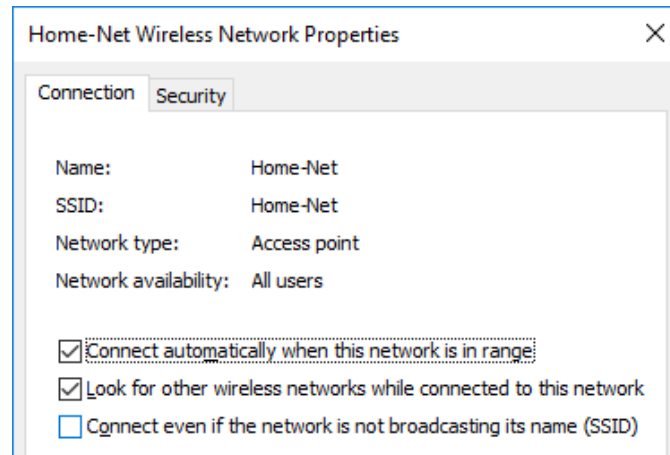 Home-Net Wireless Network Properties
Connection Security
Name: Home-Net
SSID: Home-Net
Network type: Access point
Network availability: All users
Connect automatically when this network is in range
Look for other wireless networks while connected to this network
Connect even if the network is not broadcasting its name (SSID)